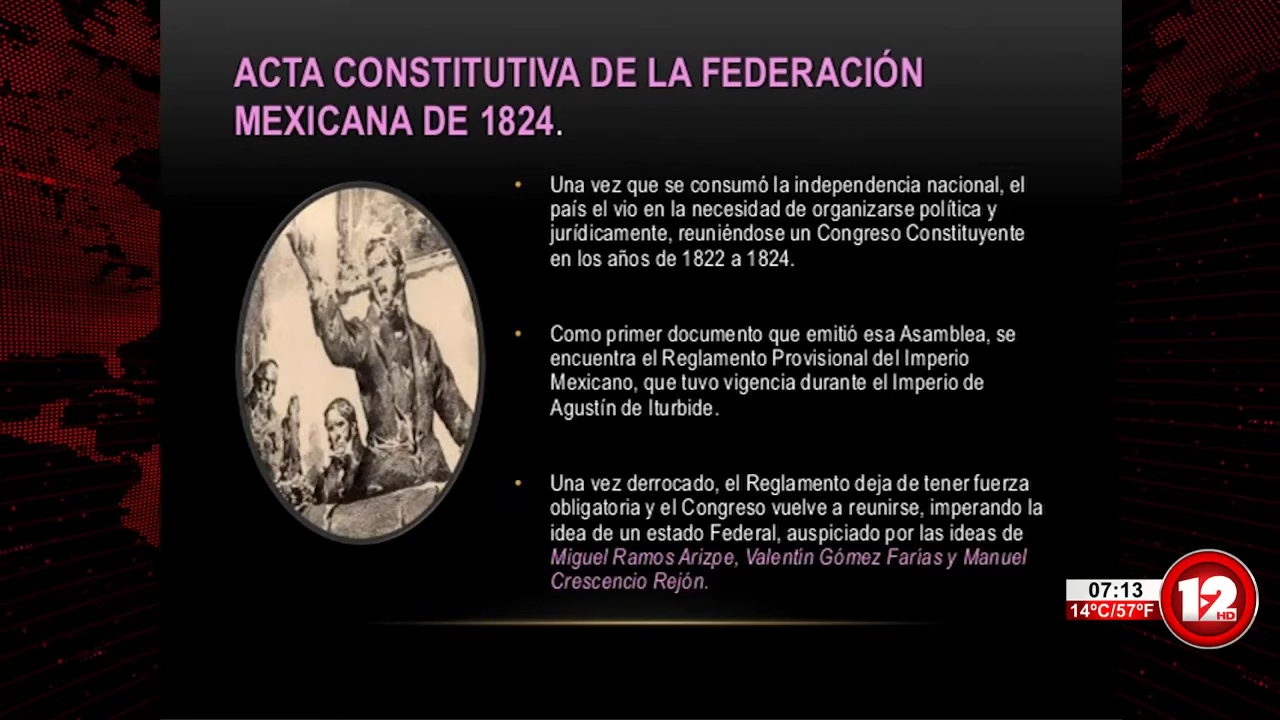 ACTA CONSTITUTIVA DE LA FEDERACIÓN
MEXICANA DE 1824.
• Una vez que se consumó la independencia nacional, el
país el vio en la necesidad de organizarse política y
jurídicamente, reuniéndose un Congreso Constituyente
en los años de 1822 a 1824.
• Como primer documento que emitió esa Asamblea, se
encuentra el Reglamento Provisional del Imperio
Mexicano, que tuvo vigencia durante el Imperio de
Agustín de Iturbide.
• Una vez derrocado, el Reglamento deja de tener fuerza
obligatoria y el Congreso vuelve a reunirse, imperando la
idea de un estado Federal, auspiciado por las ideas de
Miguel Ramos Arizpe, Valentín Gómez Farías y Manuel
Crescencio Rejón.
07:13
14ºC/57ºF
12
HD